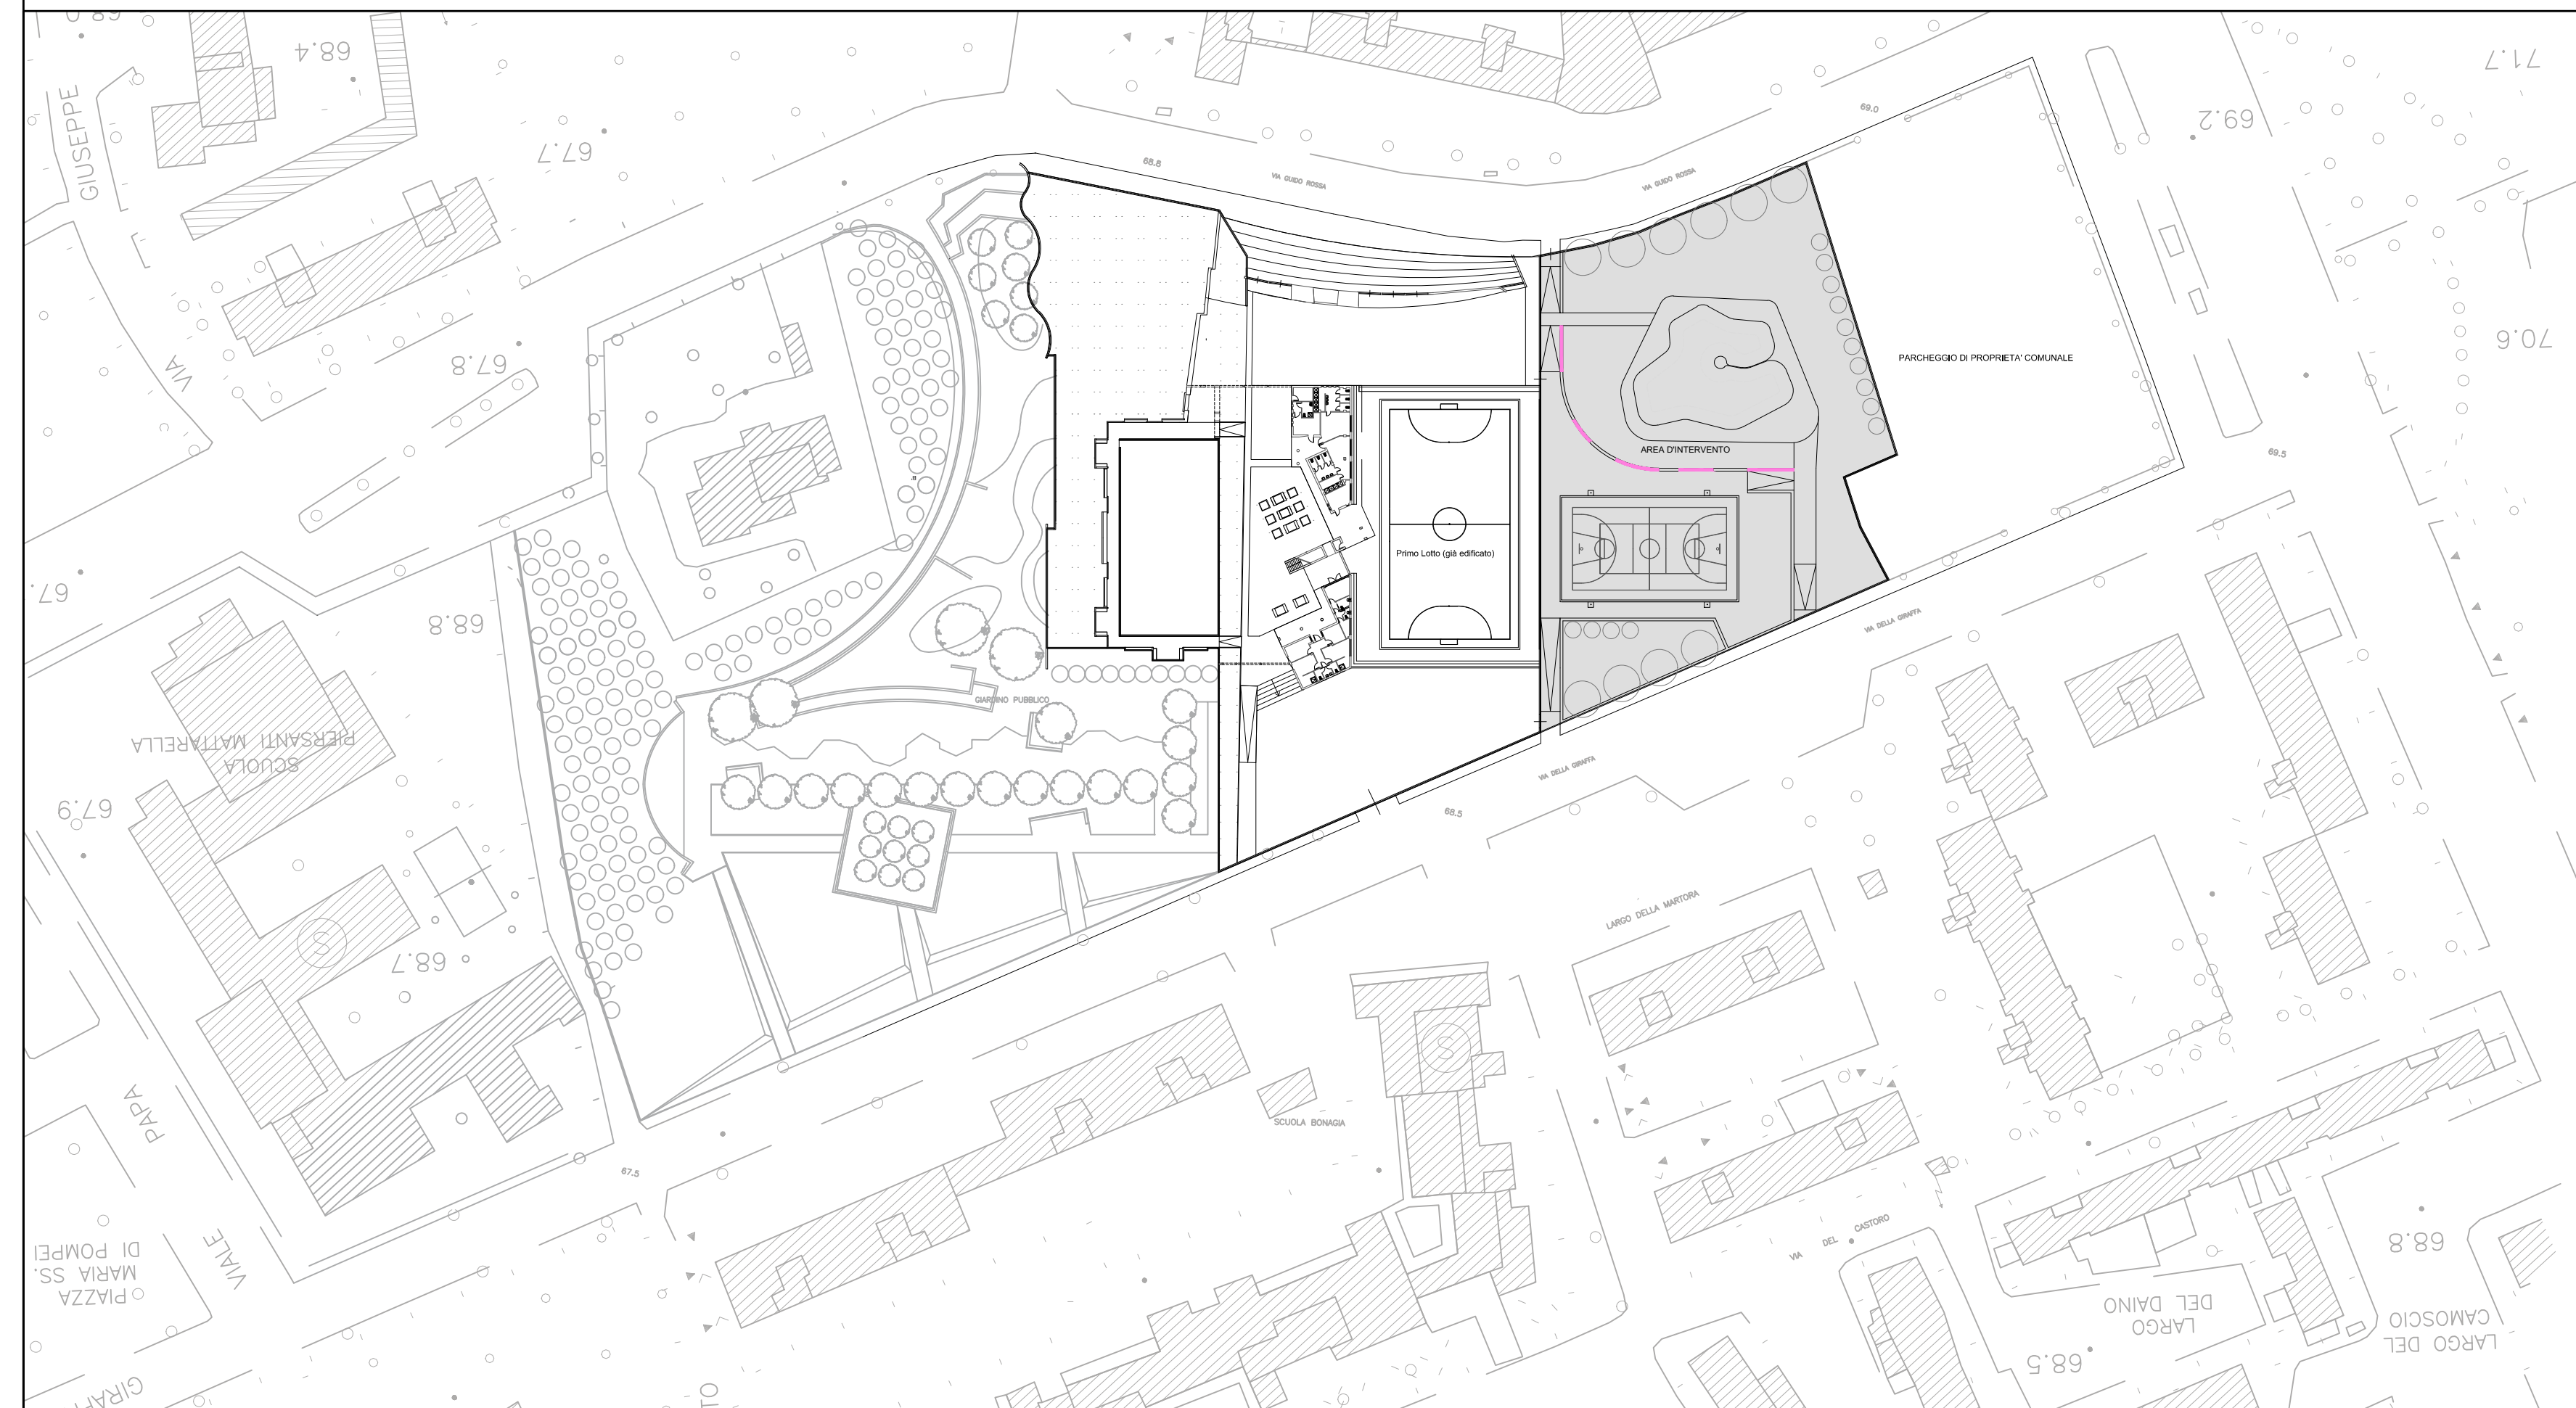 68.0
68.4
GIUSEPPE
67.7
VIA
67.8
67.
68.8
SCUOLA
PIERSANTI MATTARELLA
67.9
S
68.7
PAPA
VIALE
PIAZZA
MARIA SS.
DI POMPEI
67.5
GIARDINO PUBBLICO
68.8
VIA GUIDO ROSSA
VIA GUIDO ROSSA
69.0
69.2
71.7
70.6
69.5
PARCHEGGIO DI PROPRIETA' COMUNALE
AREA D'INTERVENTO
Primo Lotto (già edificato)
VIA DELLA GIRAFFA
VIA DELLA GIRAFFA
68.5
LARGO DELLA MARTORA
S
SCUOLA BONAGIA
VIA DEL CASTORO
LARGO
DEL DAINO
68.8
LARGO DEL
CAMOSCIO
68.5